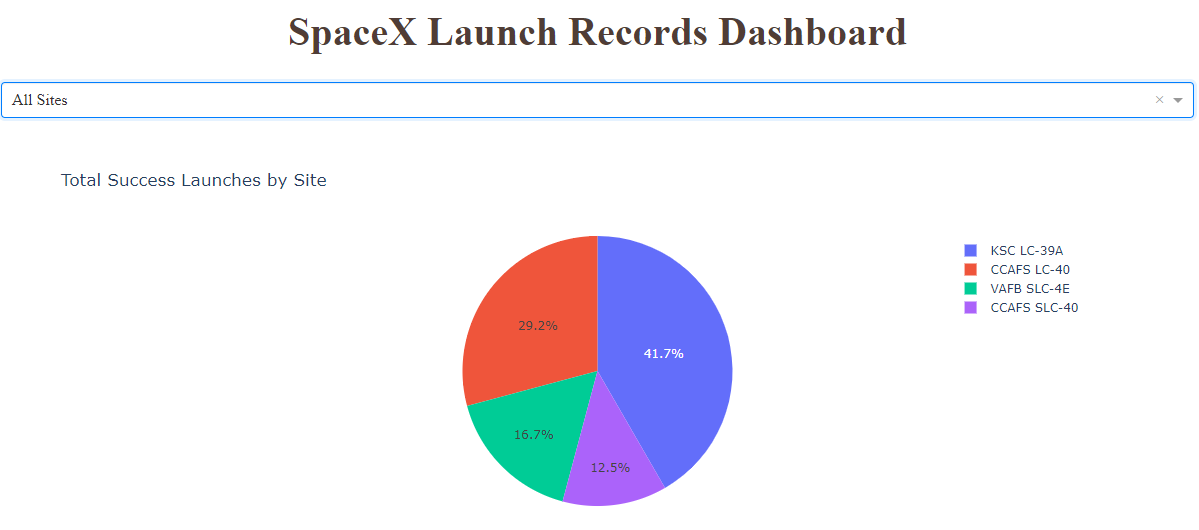 SpaceX Launch Records Dashboard
All Sites
Total Success Launches by Site
KSC LC-39A
CCAFS LC-40
VAFB SLC-4E
CCAFS SLC-40
29.2%
41.7%
16.7%
12.5%